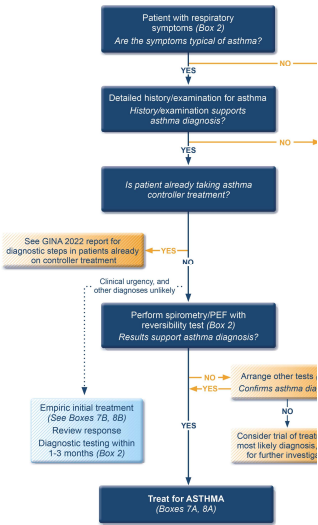 Patient with respiratory
symptoms (Box 2)
Are the symptoms typical of asthma?
NO
YES
Detailed history/examination for asthma
History/examination supports
asthma diagnosis?
NO
YES
Is patient already taking asthma
controller treatment?
See GINA 2022 report for
diagnostic steps in patients already
on controller treatment
YES
NO
Clinical urgency, and
other diagnoses unlikely
Perform spirometry/PEF with
reversibility test (Box 2)
Results support asthma diagnosis?
NO
YES
Arrange other tests
Confirms asthma dia
Empiric initial treatment
(See Boxes 7B, 8B)
Review response
Diagnostic testing within
1-3 months (Box 2)
YES
NO
Consider trial of treatm
most likely diagnosis,
for further investiga
Treat for ASTHMA
(Boxes 7A, 8A)